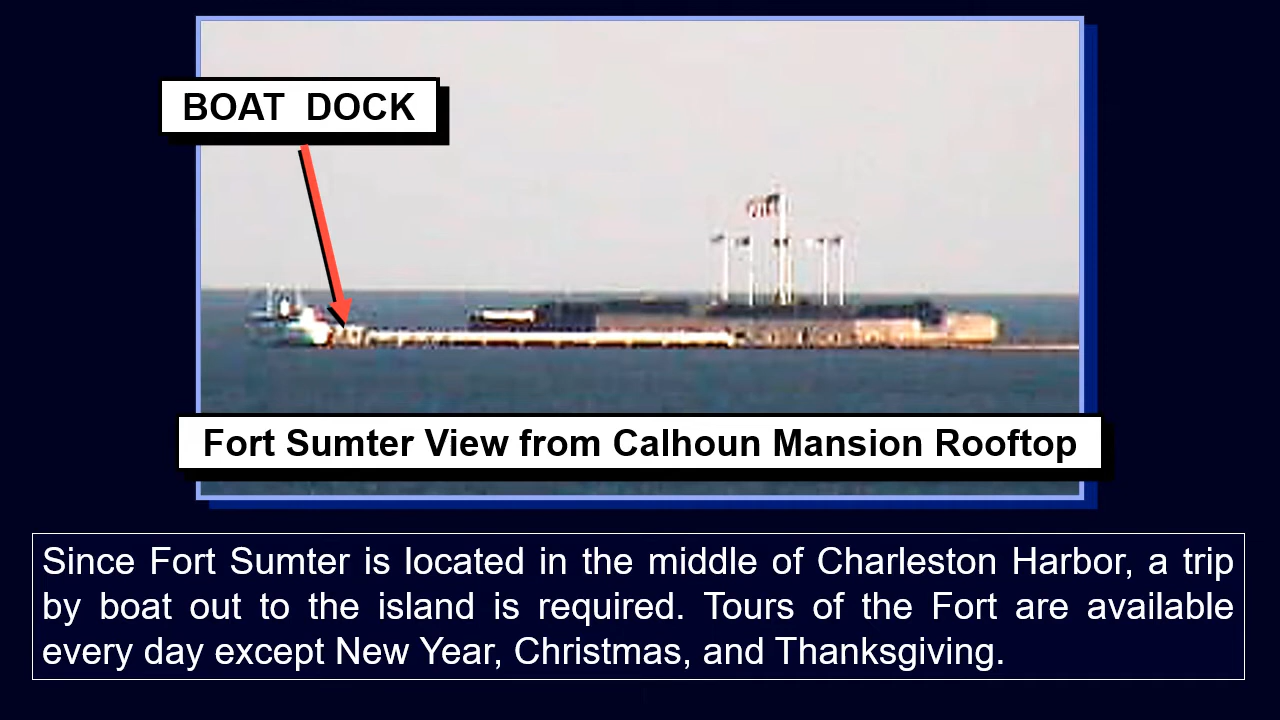 BOAT DOCK
Fort Sumter View from Calhoun Mansion Rooftop
Since Fort Sumter is located in the middle of Charleston Harbor, a trip
by boat out to the island is required. Tours of the Fort are available
every day except New Year, Christmas, and Thanksgiving.